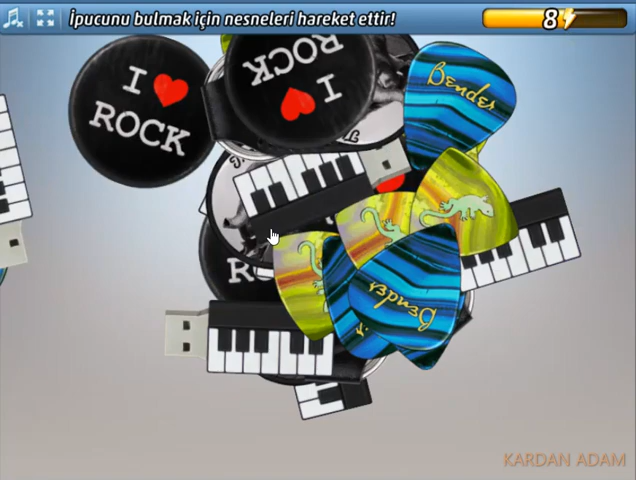 İpucunu bulmak için nesneleri hareket ettir!
8
I
ROCK
I
ROCK
Bender
Bender
KARDAN ADAM